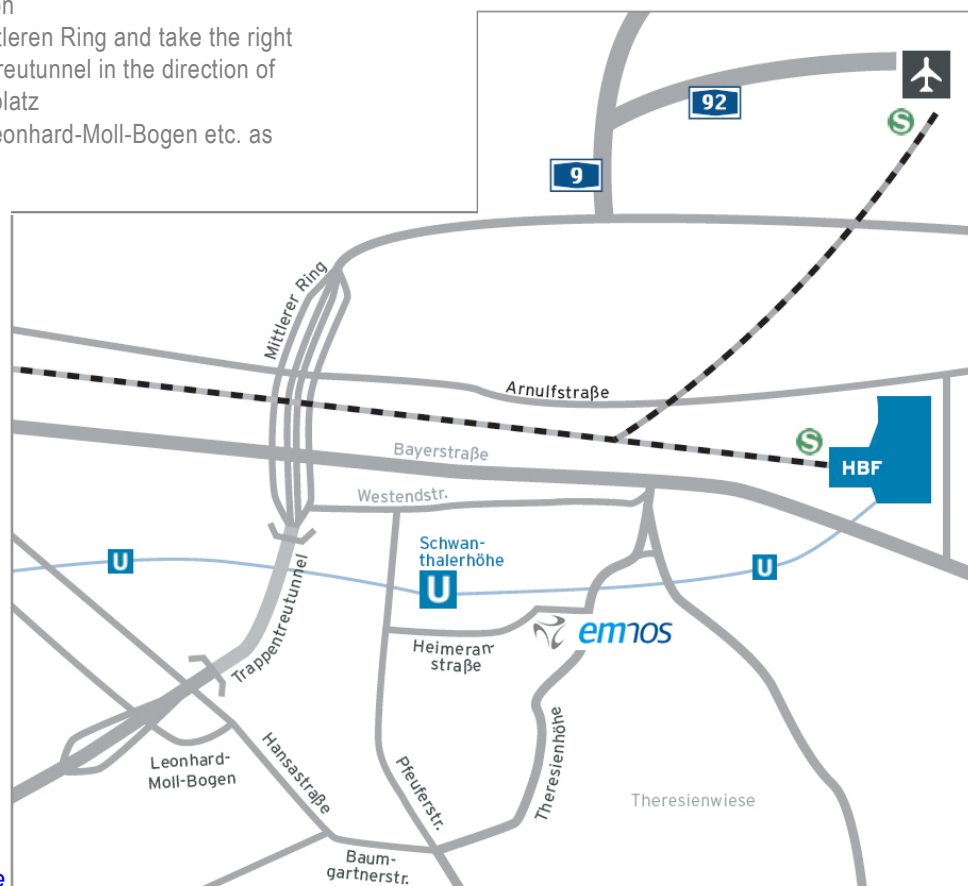 on
tleren Ring and take the right
reutunnel in the direction of
platz
eonhard-Moll-Bogen etc. as
92
S
9
Mittlerer Ring
Arnulfstraße
S
HBF
Bayerstraße
Westendstr.
Schwan-
thalerhöhe
U
U
U
Trappentreutunnel
emnos
Heimeran-
straße
Leonhard-
Moll-Bogen
Hansastraße
Pfeuferstr.
Theresienhöhe
Theresienwiese
Baum-
gartnerstr.
e